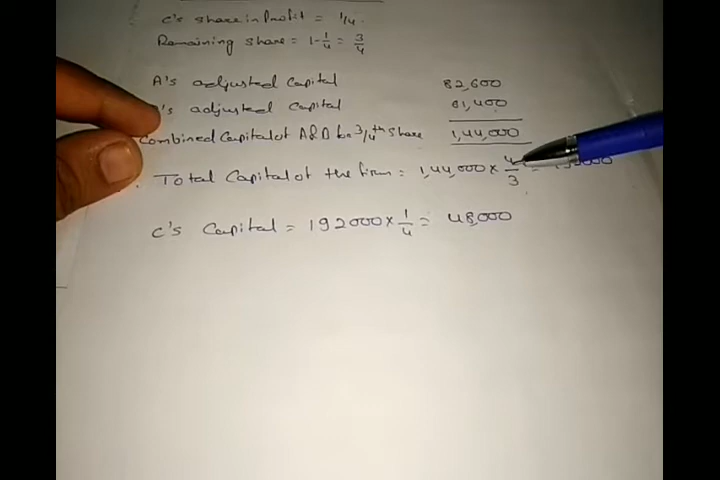 C's share in Profit = 1/4.
Remaining share = 1-1/4 = 3/4
A's adjusted Capital 82,600
's adjusted Capital 61,400
Combined Capital of A & B for 3/4th share 1,44,000
Total Capital of the firm = 1,44,000 × 4/3 = 192000
C's Capital = 192000 × 1/4 = 48,000